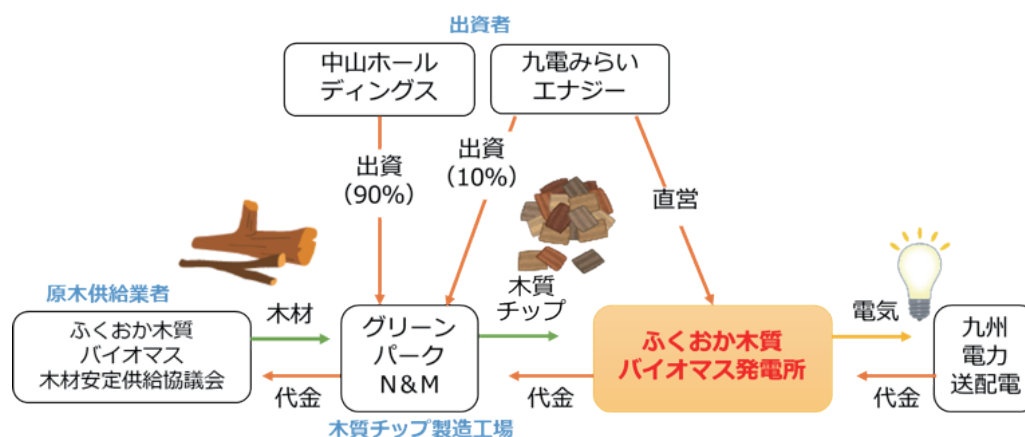 出資者
中山ホール
ディングス
九電みらい
エナジー
出資
(90%)
出資
(10%)
直営
原木供給業者
ふくおか木質
バイオマス
木材安定供給協議会
木材
代金
グリーン
パーク
N&M
木質チップ製造工場
木質
チップ
代金
ふくおか木質
バイオマス発電所
電気
代金
九州
電力
送配電